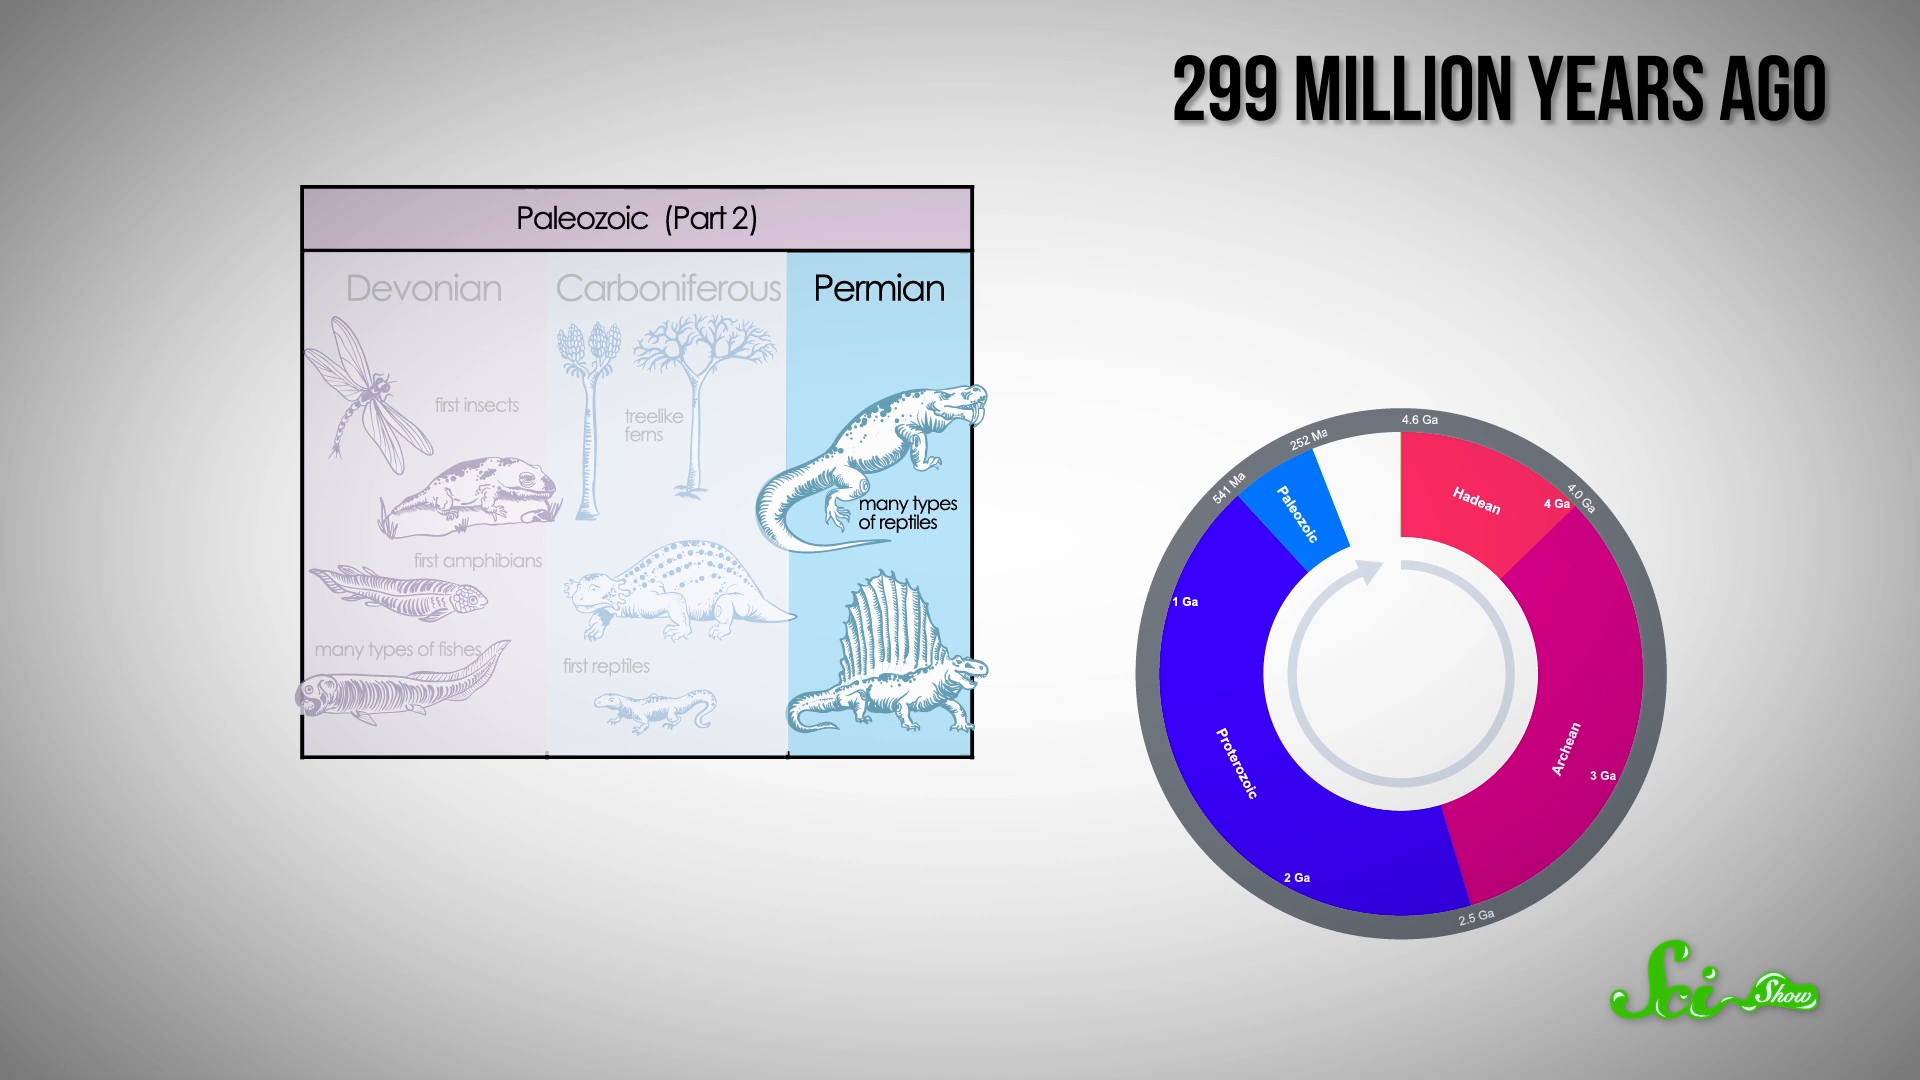 299 MILLION YEARS AGO
Paleozoic (Part 2)
Devonian
Carboniferous
Permian
first insects
treelike
ferns
many types
of reptiles
first amphibians
many types of fishes
first reptiles
4.6 Ga
252 Ma
541 Ma
Paleozoic
Hadean
4 Ga
4.0 Ga
1 Ga
Proterozoic
Archean
3 Ga
2 Ga
2.5 Ga
Sci Show